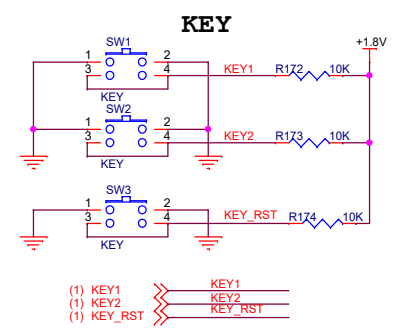 KEY
+1.8V
SW1
1 2
3 4 KEY1 R172 10K
KEY
SW2
1 2
3 4 KEY2 R173 10K
KEY
SW3
1 2
3 4 KEY_RST R174 10K
KEY
(1) KEY1 KEY1
(1) KEY2 KEY2
(1) KEY_RST KEY_RST